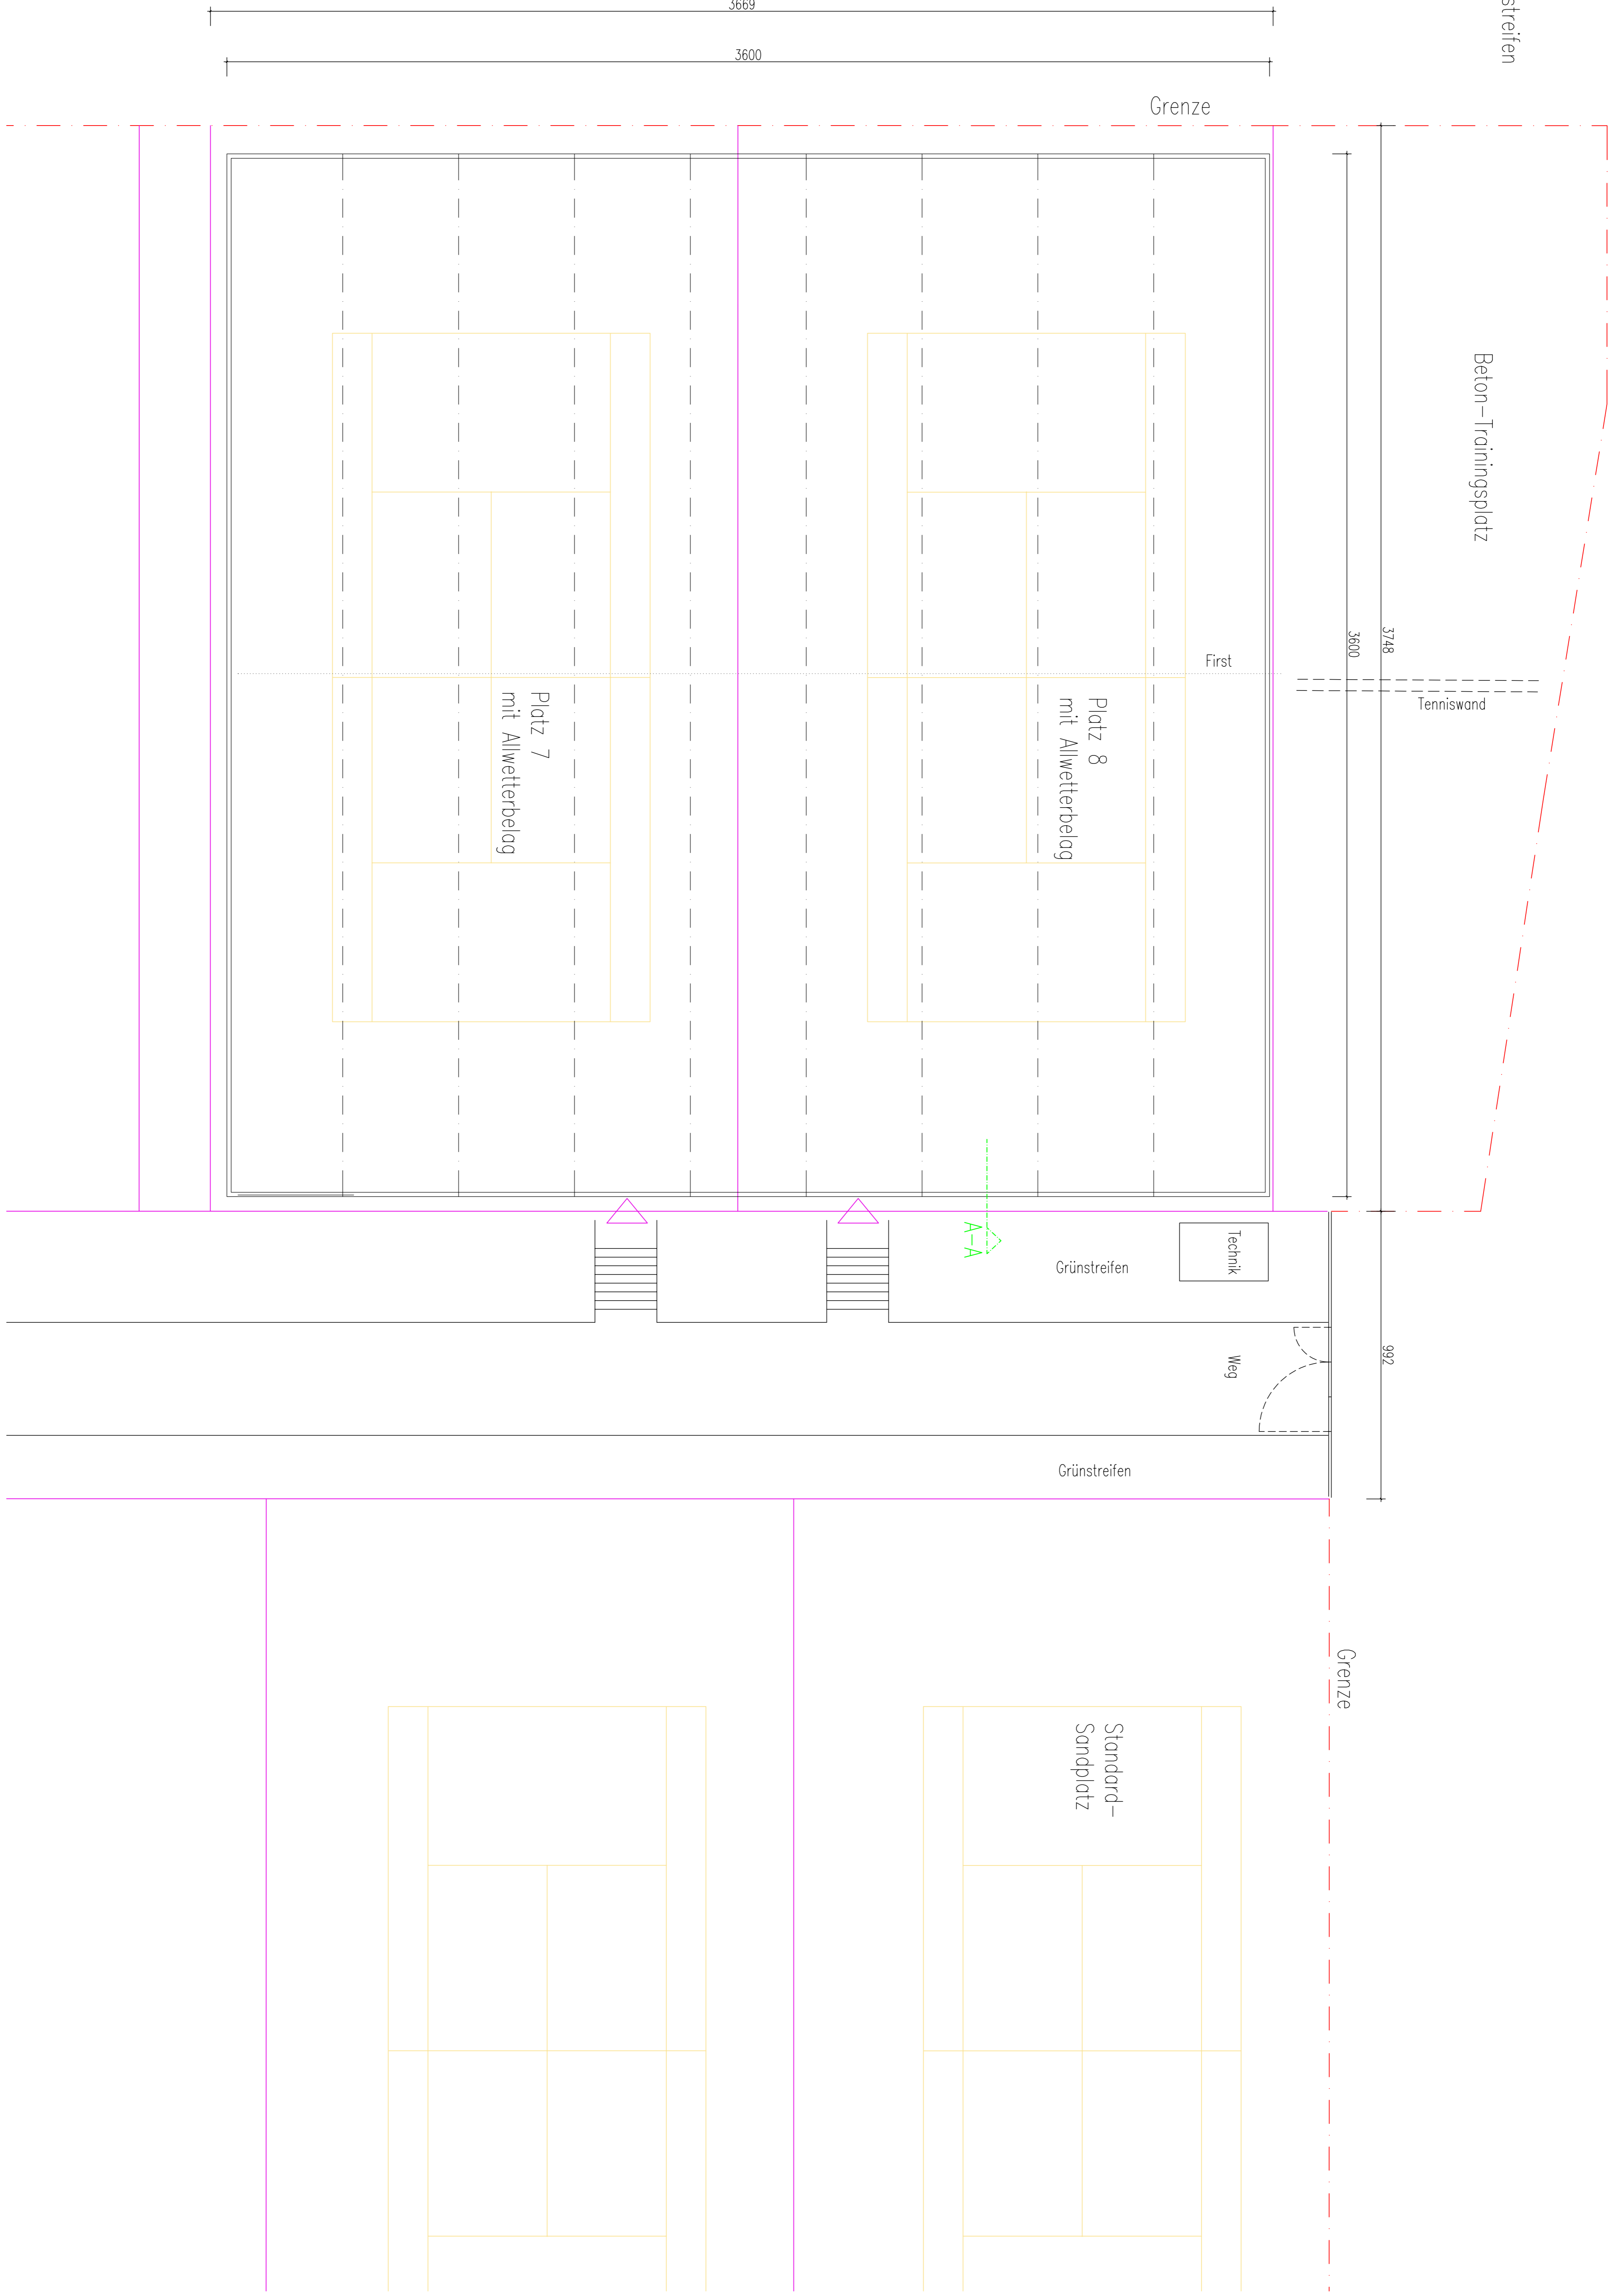 3669
streifen
3600
Grenze
Beton-Trainingsplatz
3748
3600
First
Tenniswand
Platz 7
mit Allwetterbelag
Platz 8
mit Allwetterbelag
A-A
Technik
Grünstreifen
Weg
992
Grünstreifen
Grenze
Standard-
Sandplatz